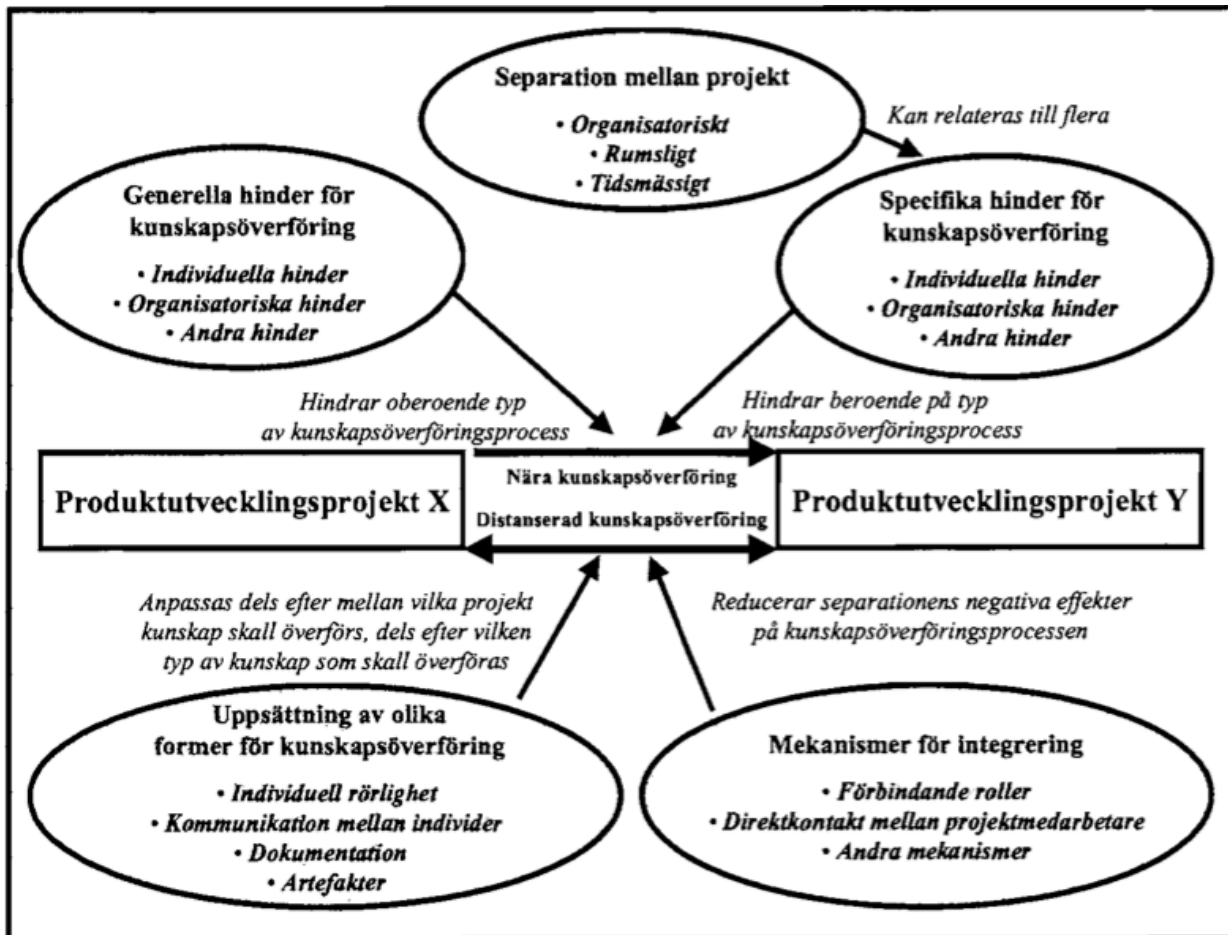 Separation mellan projekt
• Organisatoriskt
• Rumsligt
• Tidsmässigt
Kan relateras till flera
Generella hinder för
kunskapsöverföring
• Individuella hinder
• Organisatoriska hinder
• Andra hinder
Specifika hinder för
kunskapsöverföring
• Individuella hinder
• Organisatoriska hinder
• Andra hinder
Hindrar oberoende typ
av kunskapsöverföringsprocess
Hindrar beroende på typ
av kunskapsöverföringsprocess
Produktutvecklingsprojekt X
Nära kunskapsöverföring
Distanserad kunskapsöverföring
Produktutvecklingsprojekt Y
Anpassas dels efter mellan vilka projekt
kunskap skall överförs, dels efter vilken
typ av kunskap som skall överföras
Reducerar separationens negativa effekter
på kunskapsöverföringsprocessen
Uppsättning av olika
former för kunskapsöverföring
• Individuell rörlighet
• Kommunikation mellan individer
• Dokumentation
• Artefakter
Mekanismer för integrering
• Förbindande roller
• Direktkontakt mellan projektmedarbetare
• Andra mekanismer